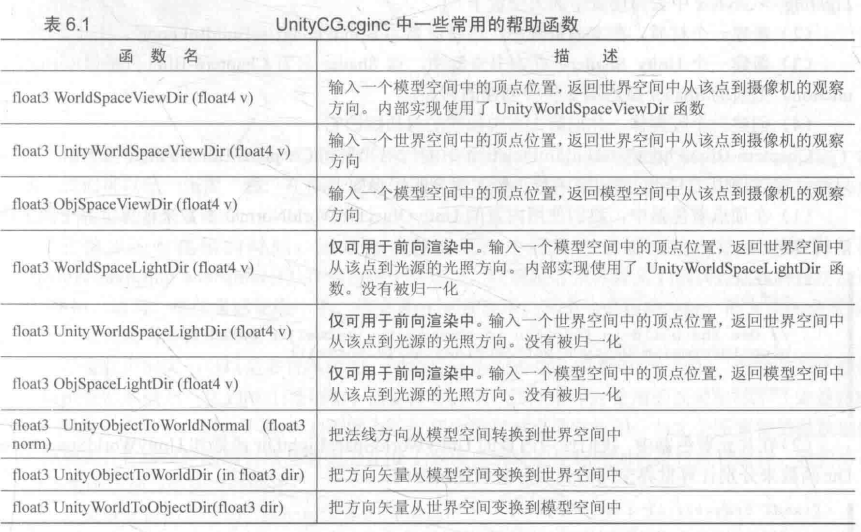 表 6.1 UnityCG.cginc 中一些常用的帮助函数
函 数 名 描 述
float3 WorldSpaceViewDir (float4 v) 输入一个模型空间中的顶点位置，返回世界空间中从该点到摄像机的观察
方向。内部实现使用了 UnityWorldSpaceViewDir 函数
float3 UnityWorldSpaceViewDir (float4 v) 输入一个世界空间中的顶点位置，返回世界空间中从该点到摄像机的观察
方向
float3 ObjSpaceViewDir (float4 v) 输入一个模型空间中的顶点位置，返回模型空间中从该点到摄像机的观察
方向
float3 WorldSpaceLightDir (float4 v) 仅可用于前向渲染中。输入一个模型空间中的顶点位置，返回世界空间中
从该点到光源的光照方向。内部实现使用了 UnityWorldSpaceLightDir 函
数。没有被归一化
float3 UnityWorldSpaceLightDir (float4 v) 仅可用于前向渲染中。输入一个世界空间中的顶点位置，返回世界空间中
从该点到光源的光照方向。没有被归一化
float3 ObjSpaceLightDir (float4 v) 仅可用于前向渲染中。输入一个模型空间中的顶点位置，返回模型空间中
从该点到光源的光照方向。没有被归一化
float3 UnityObjectToWorldNormal (float3
norm) 把法线方向从模型空间转换到世界空间中
float3 UnityObjectToWorldDir (in float3 dir) 把方向矢量从模型空间变换到世界空间中
float3 UnityWorldToObjectDir(float3 dir) 把方向矢量从世界空间变换到模型空间中